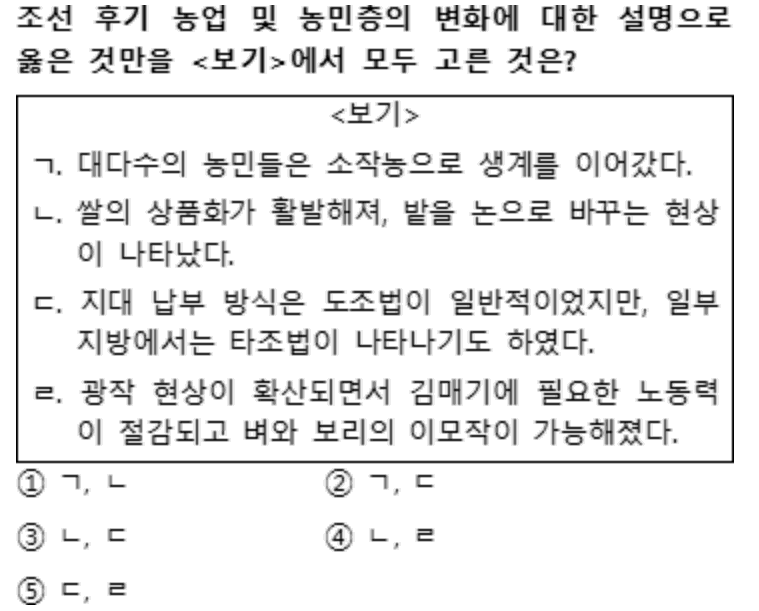 조선 후기 농업 및 농민층의 변화에 대한 설명으로
옳은 것만을 <보기>에서 모두 고른 것은?
<보기>
ㄱ. 대다수의 농민들은 소작농으로 생계를 이어갔다.
ㄴ. 쌀의 상품화가 활발해져, 밭을 논으로 바꾸는 현상
이 나타났다.
ㄷ. 지대 납부 방식은 도조법이 일반적이었지만, 일부
지방에서는 타조법이 나타나기도 하였다.
ㄹ. 광작 현상이 확산되면서 김매기에 필요한 노동력
이 절감되고 벼와 보리의 이모작이 가능해졌다.
① ㄱ, ㄴ ② ㄱ, ㄷ
③ ㄴ, ㄷ ④ ㄴ, ㄹ
⑤ ㄷ, ㄹ